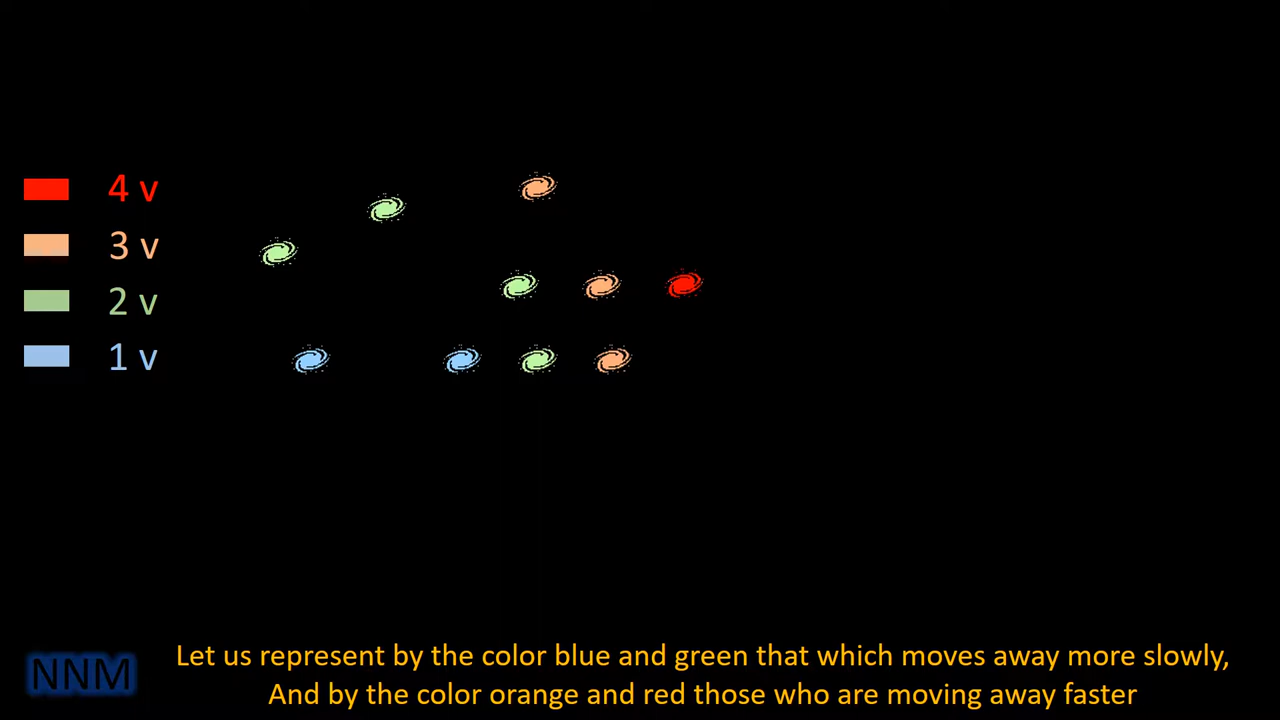 4 v
3 v
2 v
1 v
NNM
Let us represent by the color blue and green that which moves away more slowly,
And by the color orange and red those who are moving away faster